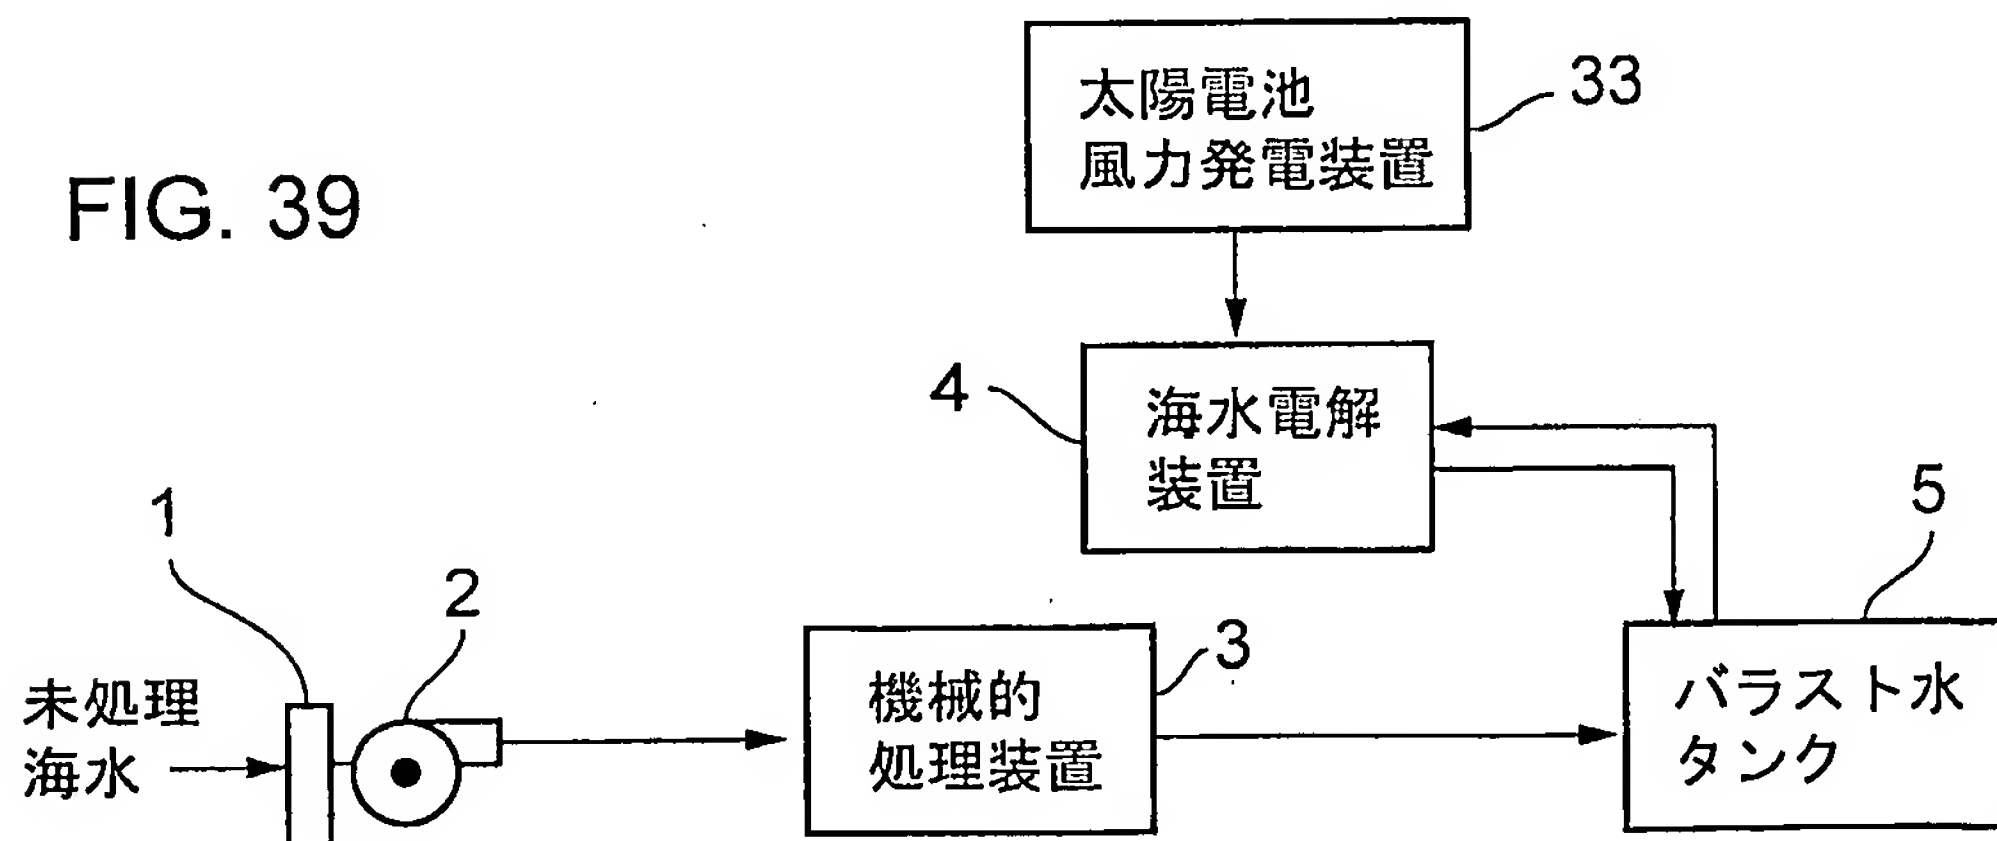 FIG. 39
太陽電池
風力発電装置
33
4
海水電解
装置
1
2
3
5
未処理
海水
機械的
処理装置
バラスト水
タンク